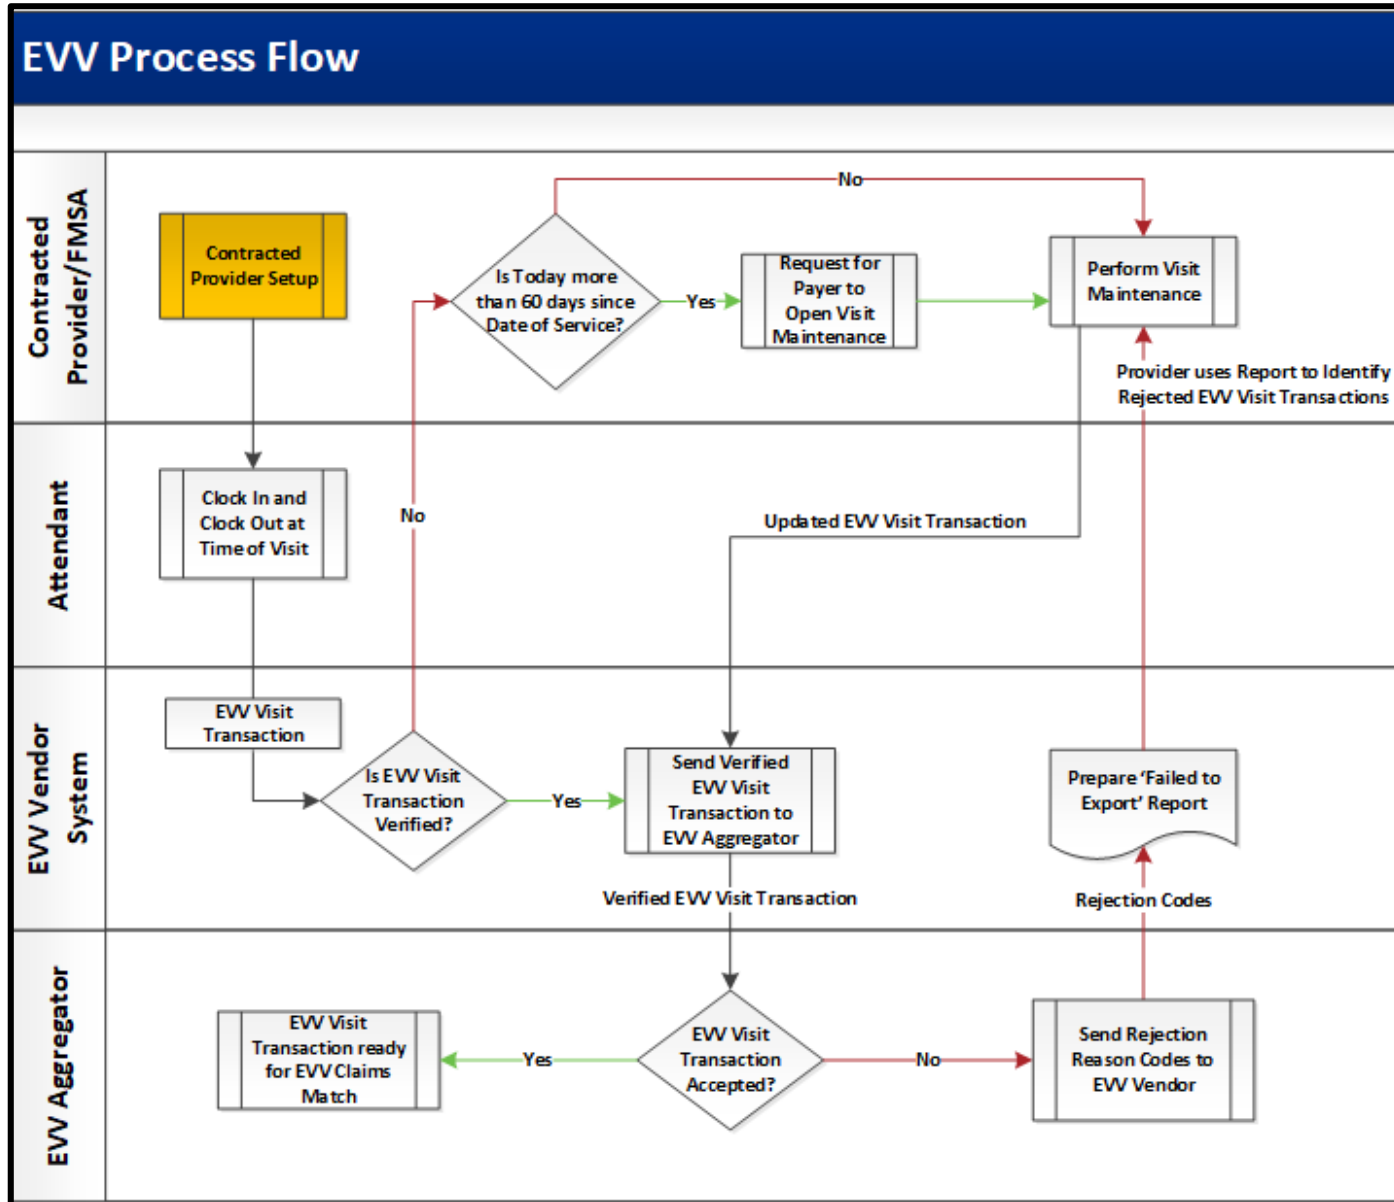 EVV Process Flow
Contracted
Provider/FMSA
Contracted
Provider Setup
Is Today more
than 60 days since
Date of Service?
No
Yes
Request for
Payer to
Open Visit
Maintenance
Perform Visit
Maintenance
Provider uses Report to Identify
Rejected EVV Visit Transactions
Attendant
Clock In and
Clock Out at
Time of Visit
No
Updated EVV Visit Transaction
EVV Vendor
System
EVV Visit
Transaction
Is EVV Visit
Transaction
Verified?
Yes
Send Verified
EVV Visit
Transaction to
EVV Aggregator
Prepare ‘Failed to
Export’ Report
Verified EVV Visit Transaction
Rejection Codes
EVV Aggregator
EVV Visit
Transaction ready
for EVV Claims
Match
Yes
EVV Visit
Transaction
Accepted?
No
Send Rejection
Reason Codes to
EVV Vendor